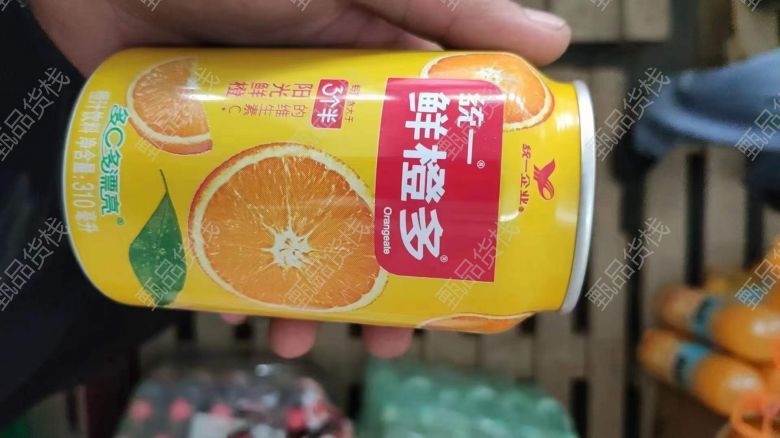 统一企业®
统一®
鲜橙多®
Orangeate
3个半
阳光鲜橙
的维生素C
多C多漂亮®
橙汁饮料 净含量:310毫升
甄品货栈